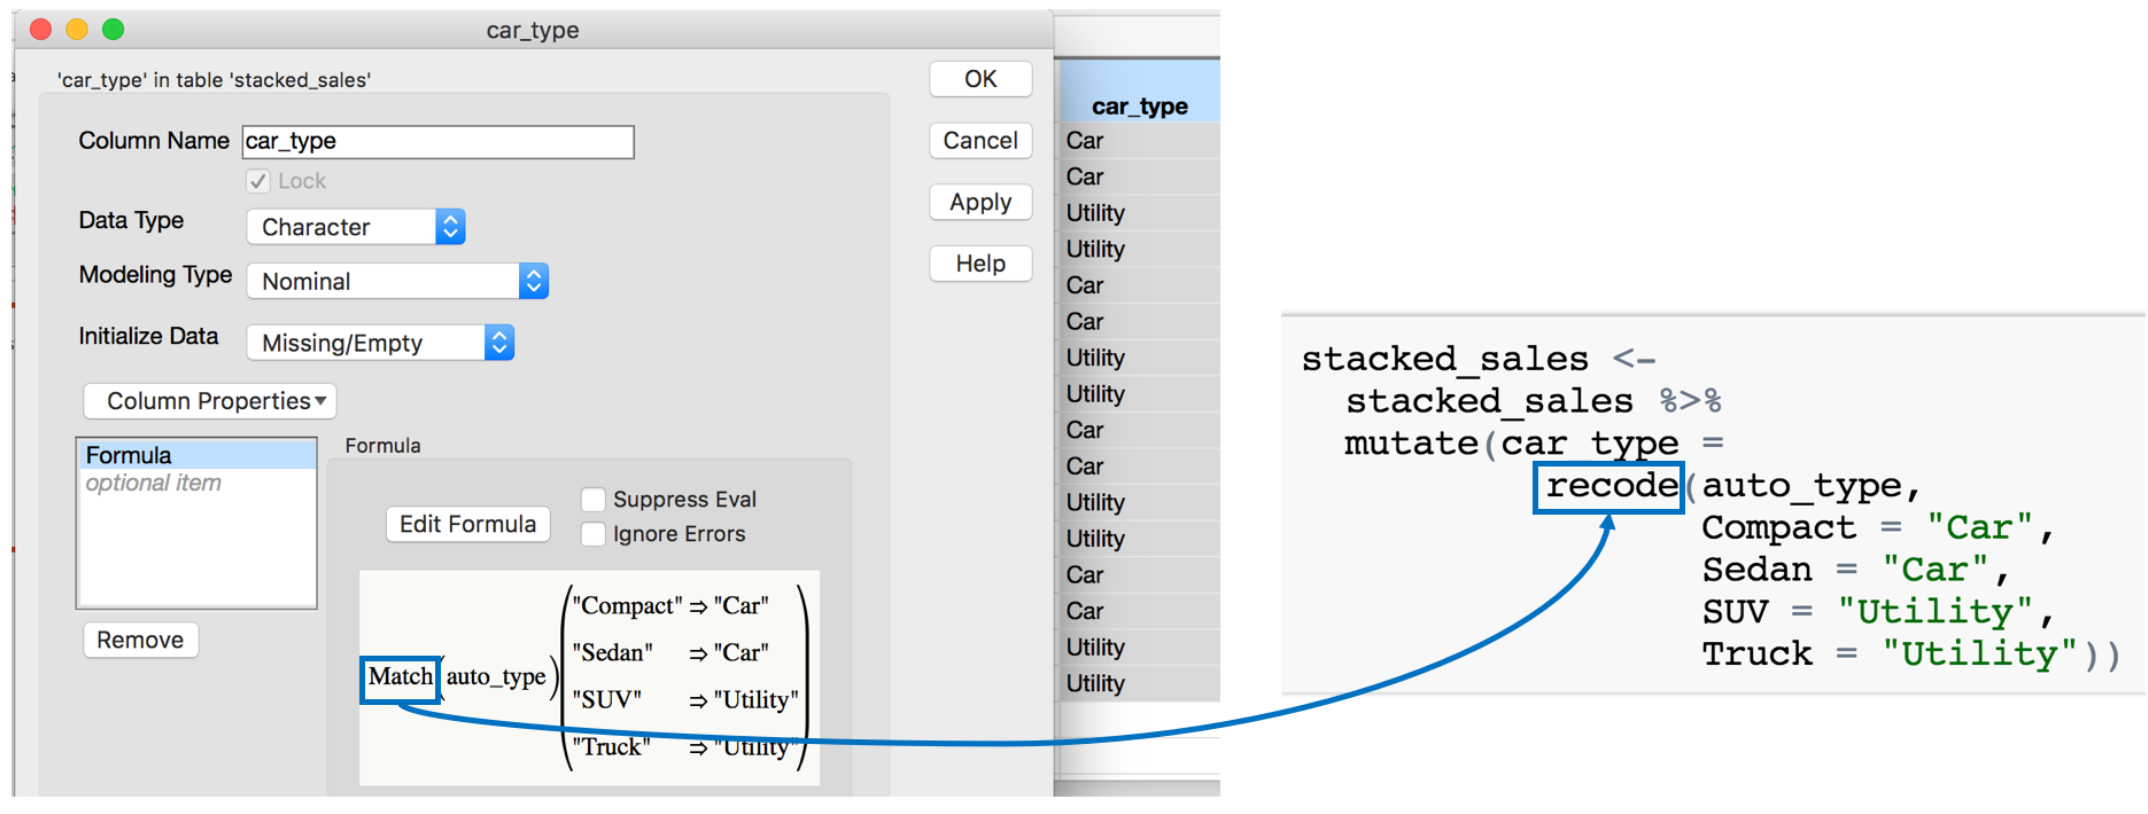 car_type
'car_type' in table 'stacked_sales'
OK
Column Name car_type
Cancel
Lock
Apply
Data Type Character
Help
Modeling Type Nominal
Initialize Data Missing/Empty
Column Properties
Formula
optional item
Remove
Formula
Edit Formula
Suppress Eval
Ignore Errors
Match(auto_type)
"Compact" ⇒ "Car"
"Sedan" ⇒ "Car"
"SUV" ⇒ "Utility"
"Truck" ⇒ "Utility"
car_type
Car
Car
Utility
Utility
Car
Car
Utility
Utility
Car
Car
Utility
Utility
Car
Car
Utility
Utility
stacked_sales <-
stacked_sales %>%
mutate(car type =
recode(auto_type,
Compact = "Car",
Sedan = "Car",
SUV = "Utility",
Truck = "Utility"))